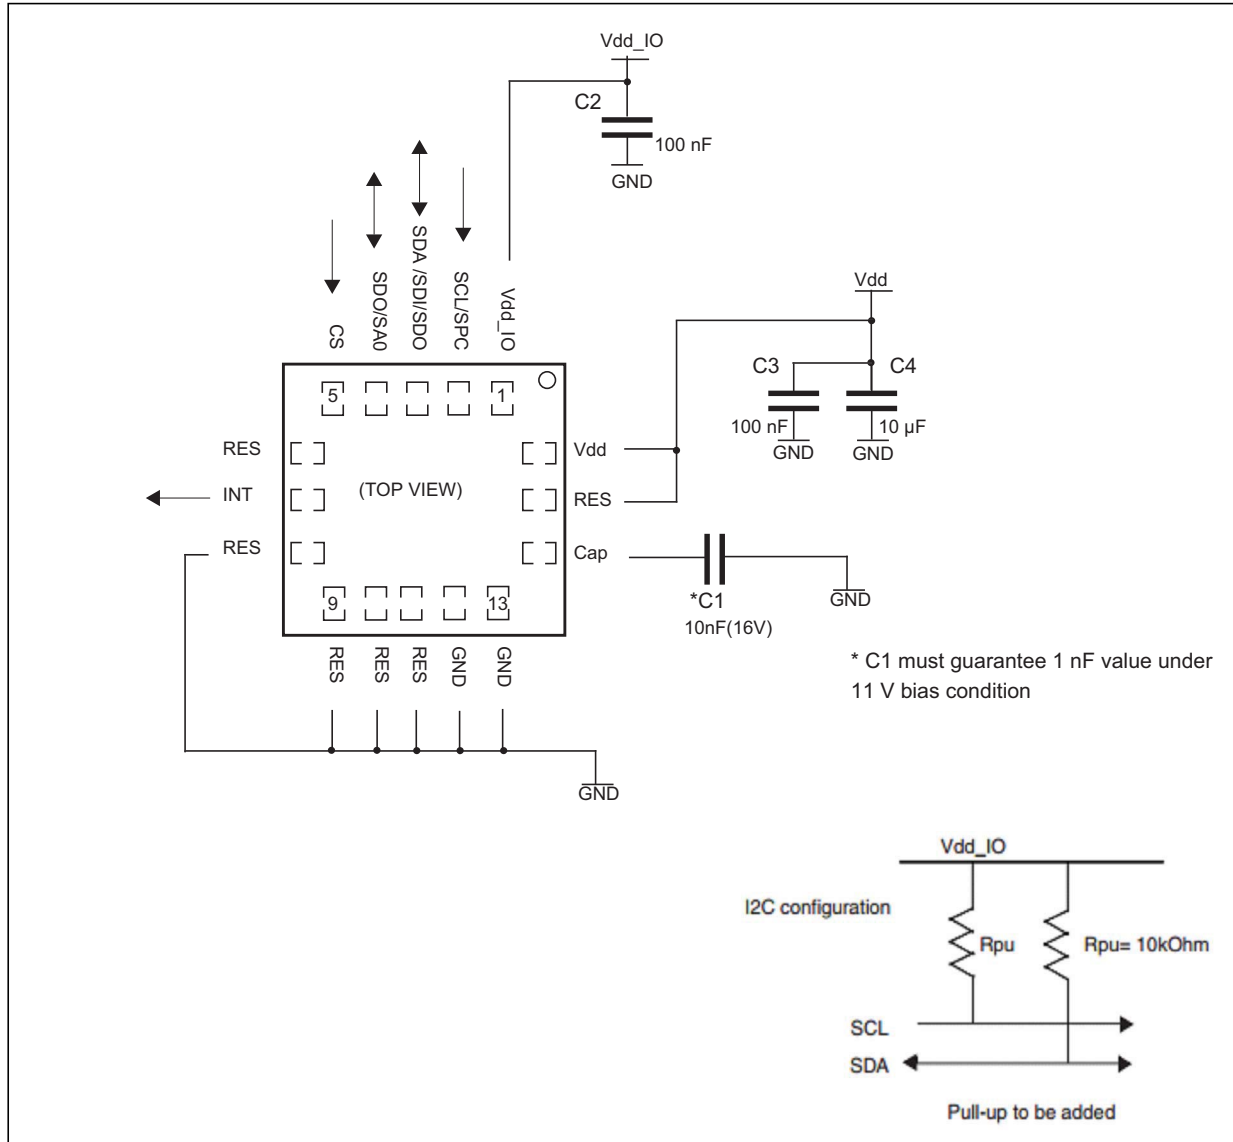 Vdd_IO
C2
100 nF
GND
CS
SDO/SA0
SDA /SDI/SDO
SCL/SPC
Vdd_IO
Vdd
C3
C4
100 nF
10 µF
GND
GND
5
1
RES
Vdd
INT
(TOP VIEW)
RES
RES
Cap
*C1
10nF(16V)
GND
9
13
RES
RES
RES
GND
GND
* C1 must guarantee 1 nF value under
11 V bias condition
GND
Vdd_IO
I2C configuration
Rpu
Rpu= 10kOhm
SCL
SDA
Pull-up to be added